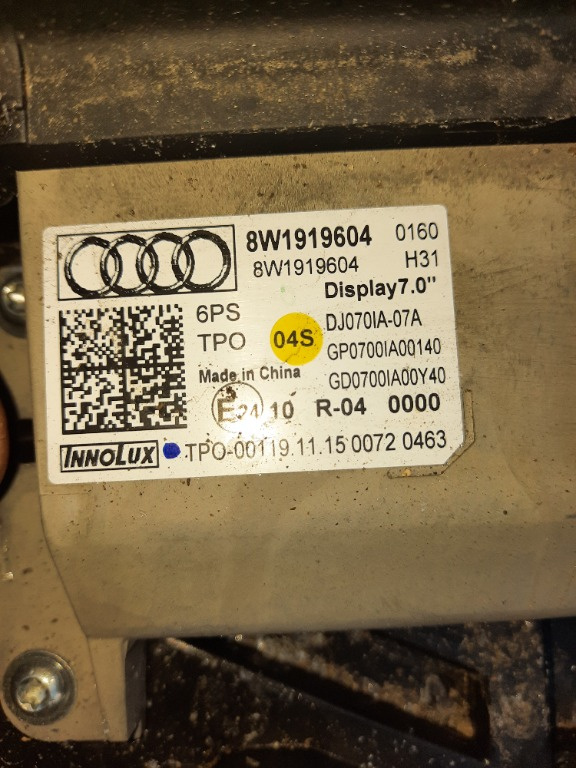 8W1919604 0160
8W1919604 H31
Display7.0"
6PS
TPO 04S DJ070IA-07A
GP0700IA00140
Made in China GD0700IA00Y40
E24 10 R-04 0000
INNOLUX TPO-00119.11.15 0072 0463